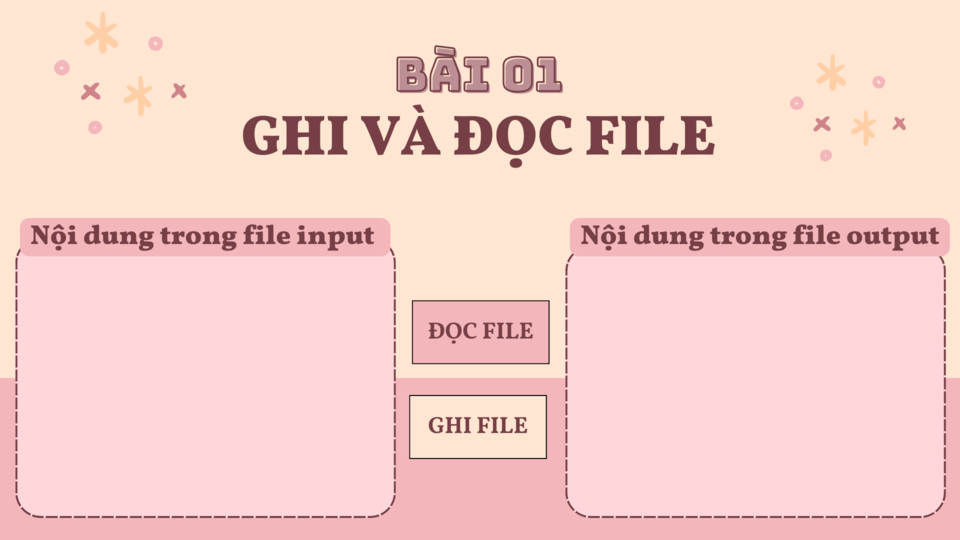 BÀI 01
GHI VÀ ĐỌC FILE
Nội dung trong file input
Nội dung trong file output
ĐỌC FILE
GHI FILE